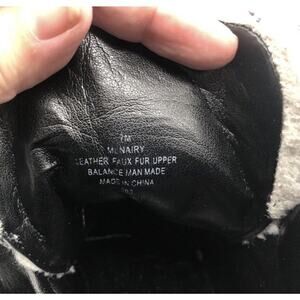 7M
MCNAIRY
LEATHER FAUX FUR UPPER
BALANCE MAN MADE
MADE IN CHINA